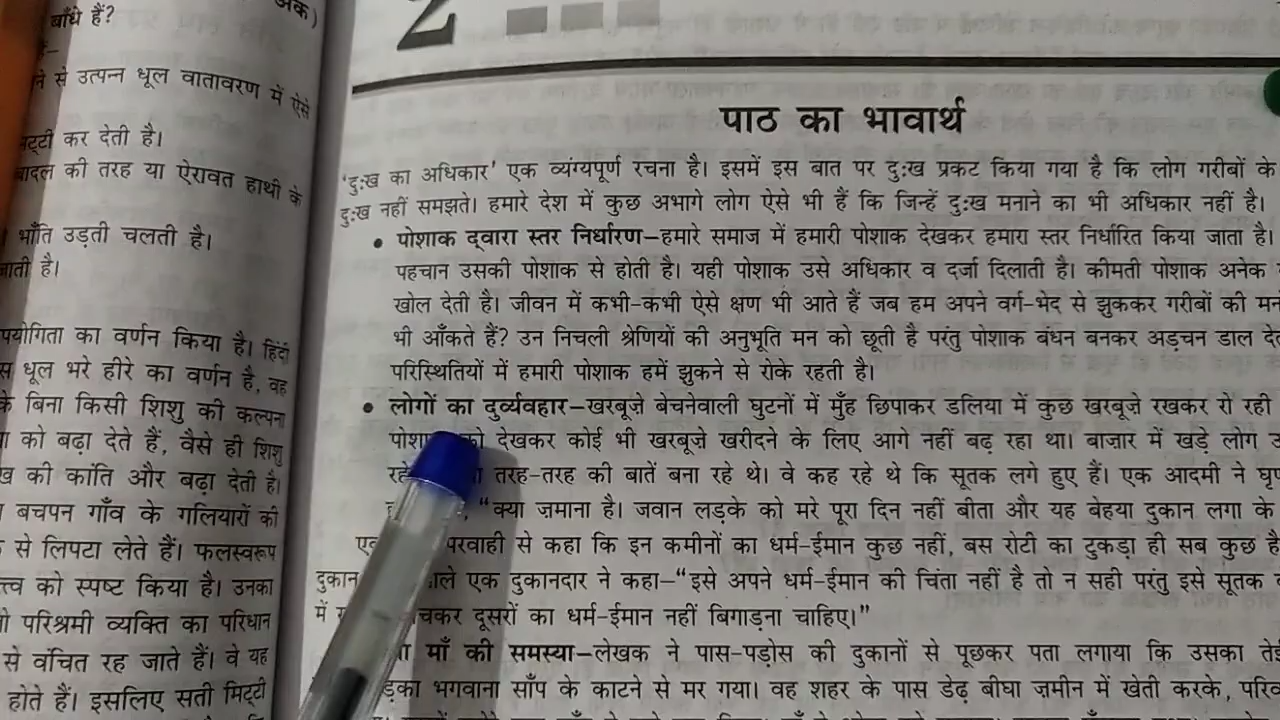 बाँधे हैं?
अंक)
से उत्पन्न धूल वातावरण में ऐसे
कर देती है।
बादल की तरह या ऐरावत हाथी के
भाँति उड़ती चलती है।
जाती है।
का वर्णन किया है। हिंदी
धूल भरे हीरे का वर्णन है, वह
के बिना किसी शिशु की कल्पना
को बढ़ा देते हैं, वैसे ही शिशु
की कांति और बढ़ा देती है।
बचपन गाँव के गलियारों की
से लिपटा लेते हैं। फलस्वरूप
को स्पष्ट किया है। उनका
परिश्रमी व्यक्ति का परिधान
से वंचित रह जाते हैं। वे यह
होते हैं। इसलिए सती मिट्टी
2
पाठ का भावार्थ
'दुःख का अधिकार' एक व्यंग्यपूर्ण रचना है। इसमें इस बात पर दुःख प्रकट किया गया है कि लोग गरीबों के
दुःख नहीं समझते। हमारे देश में कुछ अभागे लोग ऐसे भी हैं कि जिन्हें दुःख मनाने का भी अधिकार नहीं है।
• पोशाक द्वारा स्तर निर्धारण–हमारे समाज में हमारी पोशाक देखकर हमारा स्तर निर्धारित किया जाता है।
पहचान उसकी पोशाक से होती है। यही पोशाक उसे अधिकार व दर्जा दिलाती है। कीमती पोशाक अनेक
खोल देती है। जीवन में कभी-कभी ऐसे क्षण भी आते हैं जब हम अपने वर्ग-भेद से झुककर गरीबों की
भी आँकते हैं? उन निचली श्रेणियों की अनुभूति मन को छूती है परंतु पोशाक बंधन बनकर अड़चन डाल
परिस्थितियों में हमारी पोशाक हमें झुकने से रोके रहती है।
• लोगों का दुर्व्यवहार–खरबूजे बेचनेवाली घुटनों में मुँह छिपाकर डलिया में कुछ खरबूजे रखकर रो रही
देखकर कोई भी खरबूजे खरीदने के लिए आगे नहीं बढ़ रहा था। बाज़ार में खड़े लोग
तरह-तरह की बातें बना रहे थे। वे कह रहे थे कि सूतक लगे हुए हैं। एक आदमी ने
"क्या ज़माना है। जवान लड़के को मरे पूरा दिन नहीं बीता और यह बेहया दुकान लगा के
से कहा कि इन कमीनों का धर्म-ईमान कुछ नहीं, बस रोटी का टुकड़ा ही सब कुछ
एक दुकानदार ने कहा–"इसे अपने धर्म-ईमान की चिंता नहीं है तो न सही परंतु इसे सूतक
में दूसरों का धर्म-ईमान नहीं बिगाड़ना चाहिए।"
माँ की समस्या–लेखक ने पास-पड़ोस की दुकानों से पूछकर पता लगाया कि उसका
भगवाना साँप के काटने से मर गया। वह शहर के पास डेढ़ बीघा ज़मीन में खेती करके,